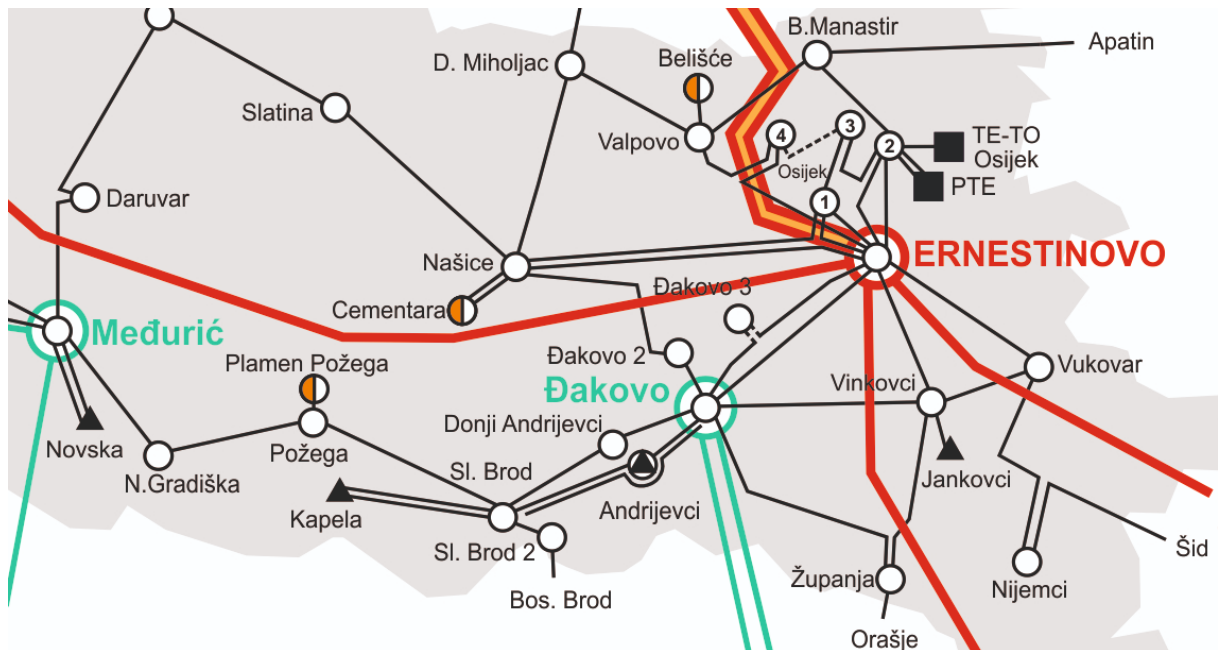 B.Manastir
Apatin
D. Miholjac
Belišće
Slatina
Valpovo
4
3
2
TE-TO
Osijek
Osijek
PTE
Daruvar
1
Našice
ERNESTINOVO
Đakovo 3
Cementara
Međurić
Plamen Požega
Đakovo 2
Đakovo
Vinkovci
Vukovar
Donji Andrijevci
Novska
Požega
Sl. Brod
N.Gradiška
Kapela
Andrijevci
Jankovci
Sl. Brod 2
Šid
Bos. Brod
Županja
Nijemci
Orašje